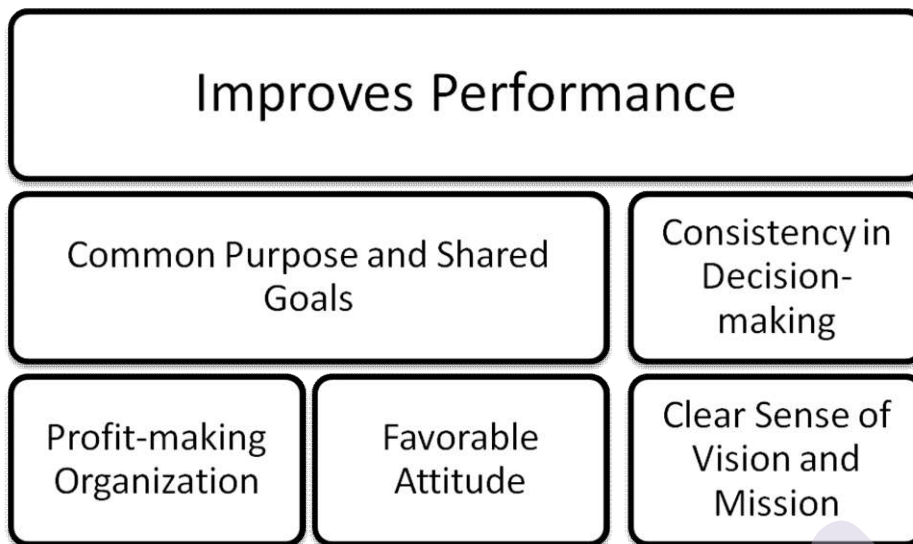 Improves Performance
Common Purpose and Shared
Goals
Consistency in
Decision-
making
Profit-making
Organization
Favorable
Attitude
Clear Sense of
Vision and
Mission